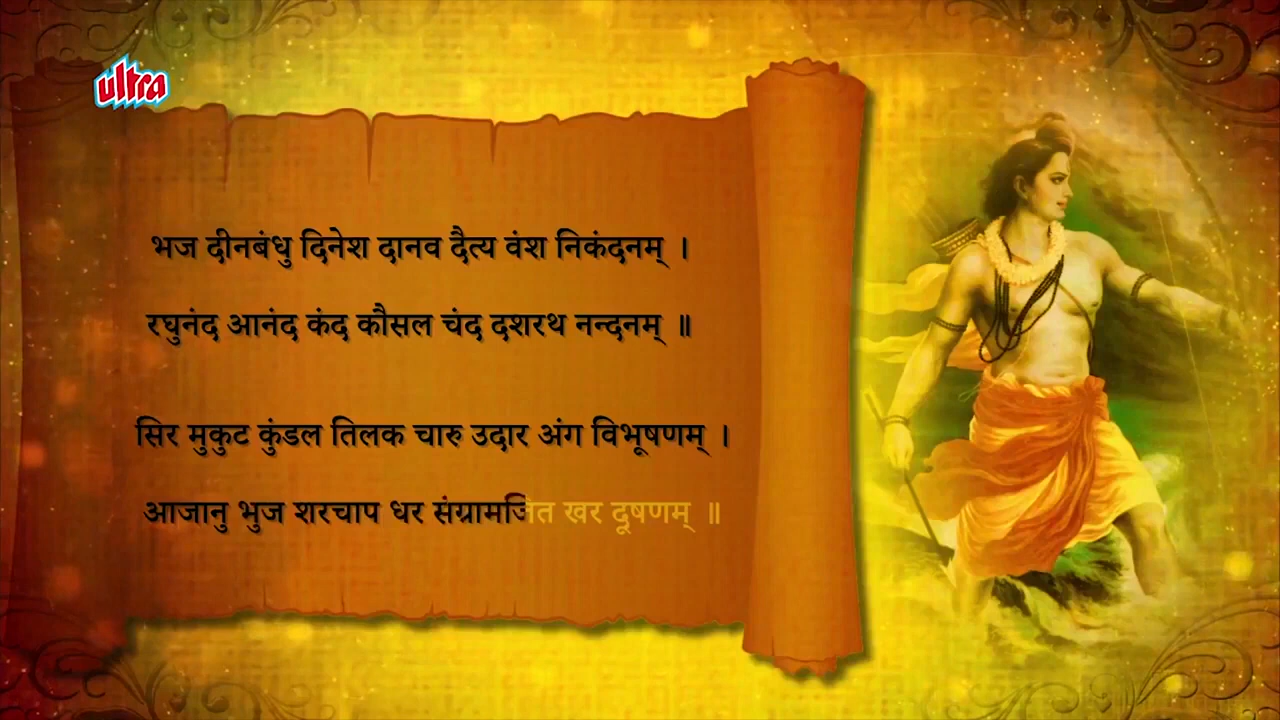 ultra
भज दीनबंधु दिनेश दानव दैत्य वंश निकंदनम् ।
रघुनंद आनंद कंद कौसल चंद दशरथ नन्दनम् ॥
सिर मुकुट कुंडल तिलक चारु उदार अंग विभूषणम् ।
आजानु भुज शरचाप धर संग्रामजित खर दूषणम् ॥